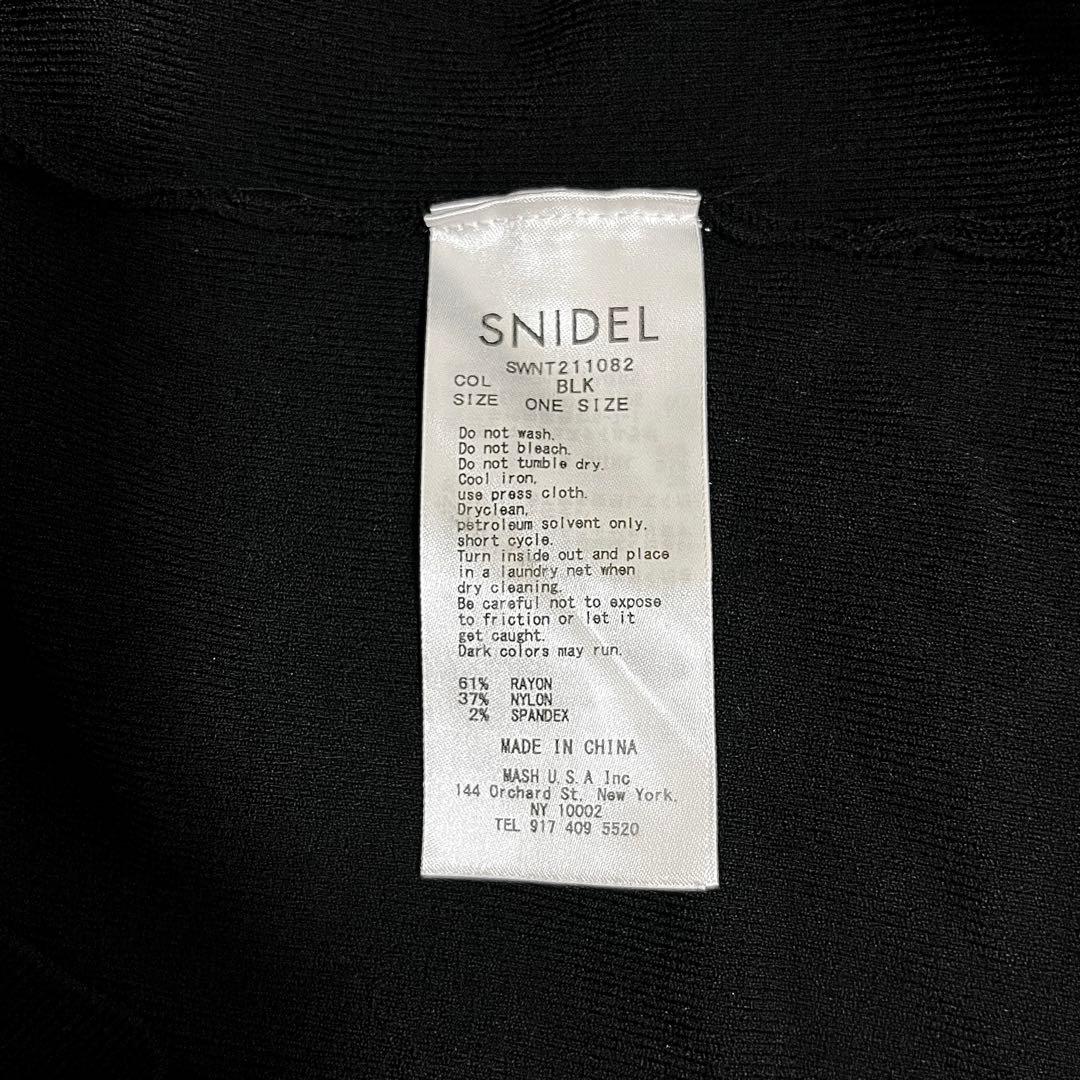 SNIDEL
SWNT211082
COL BLK
SIZE ONE SIZE
Do not wash.
Do not bleach.
Do not tumble dry.
Cool iron,
use press cloth.
Dryclean,
petroleum solvent only,
short cycle.
Turn inside out and place
in a laundry net when
dry cleaning.
Be careful not to expose
to friction or let it
get caught.
Dark colors may run.
61% RAYON
37% NYLON
2% SPANDEX
MADE IN CHINA
MASH U.S.A Inc
144 Orchard St, New York,
NY 10002
TEL 917 409 5520